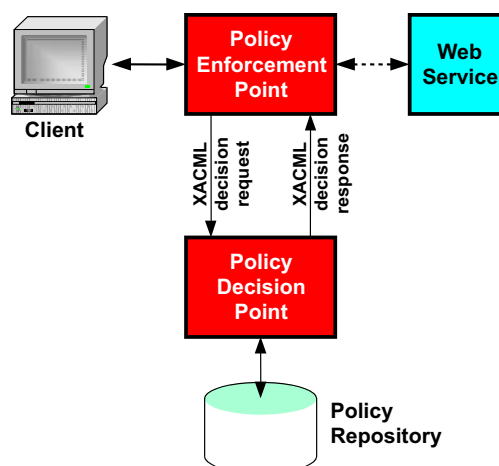 Policy
Enforcement
Point
Web
Service
Client
XACML
decision
request
XACML
decision
response
Policy
Decision
Point
Policy
Repository